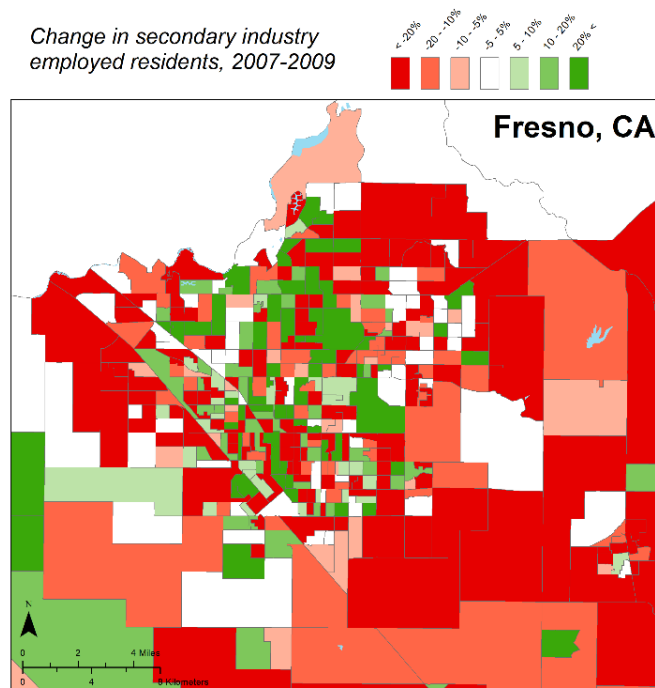 Change in secondary industry
employed residents, 2007-2009
< -20%
-20 - -10%
-10 - -5%
-5 - 5%
5 - 10%
10 - 20%
20% <
Fresno, CA
N
0 2 4 Miles
0 4 8 Kilometers